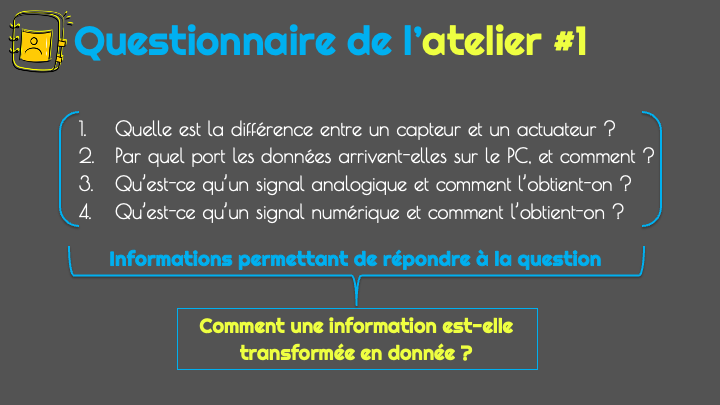 Questionnaire de l’atelier #1
1. Quelle est la différence entre un capteur et un actuateur ?
2. Par quel port les données arrivent-elles sur le PC, et comment ?
3. Qu’est-ce qu’un signal analogique et comment l’obtient-on ?
4. Qu’est-ce qu’un signal numérique et comment l’obtient-on ?
Informations permettant de répondre à la question
Comment une information est-elle
transformée en donnée ?